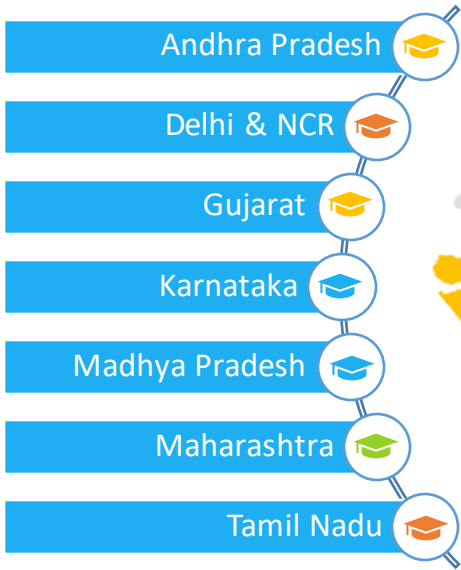 Andhra Pradesh
Delhi & NCR
Gujarat
Karnataka
Madhya Pradesh
Maharashtra
Tamil Nadu